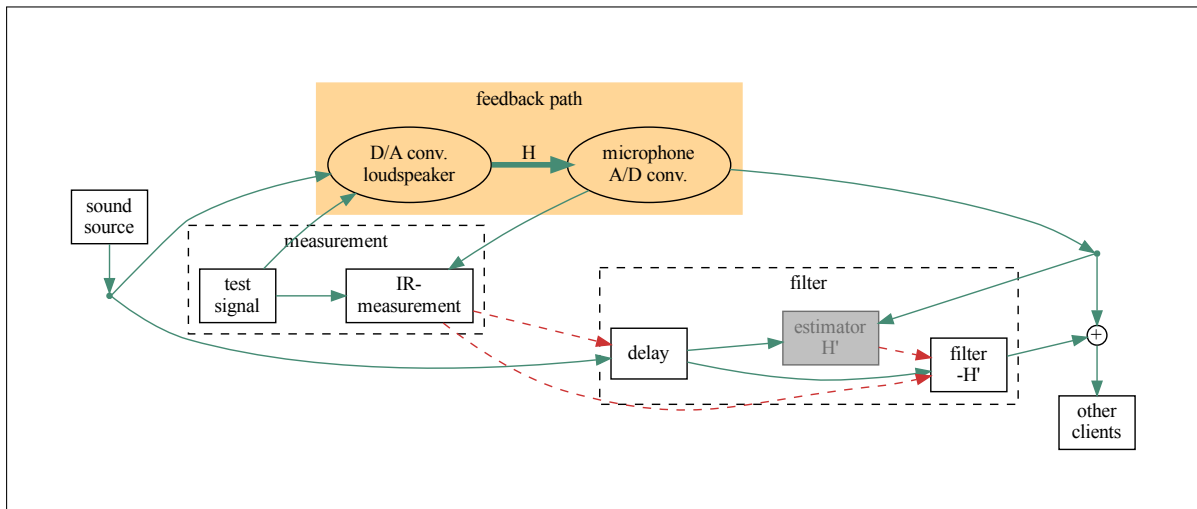 feedback path
D/A conv.
loudspeaker
H
microphone
A/D conv.
sound
source
measurement
test
signal
IR-
measurement
filter
estimator
H'
delay
filter
-H'
+
other
clients